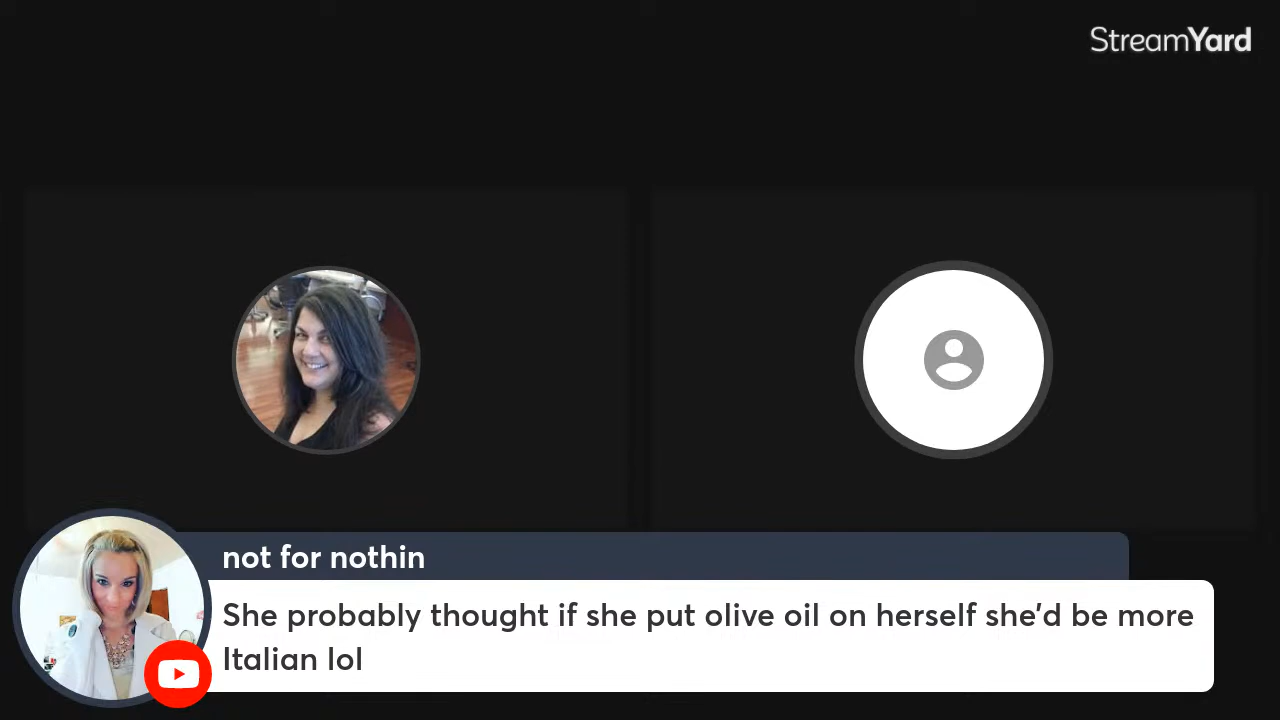 StreamYard
not for nothin
She probably thought if she put olive oil on herself she'd be more
Italian lol